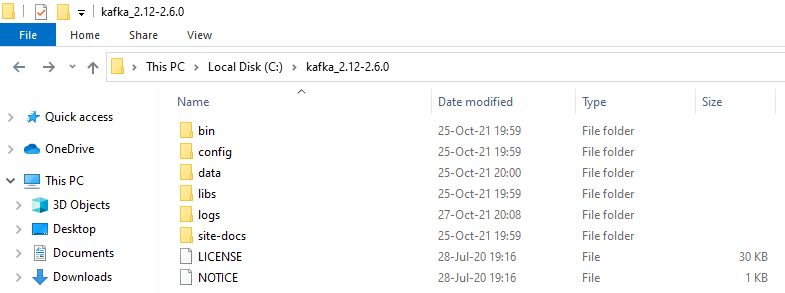 kafka_2.12-2.6.0
File Home Share View
This PC Local Disk (C:) kafka_2.12-2.6.0
Name Date modified Type Size
Quick access
OneDrive
This PC
3D Objects
Desktop
Documents
Downloads
bin 25-Oct-21 19:59 File folder
config 25-Oct-21 19:59 File folder
data 25-Oct-21 20:00 File folder
libs 25-Oct-21 19:59 File folder
logs 27-Oct-21 20:08 File folder
site-docs 25-Oct-21 19:59 File folder
LICENSE 28-Jul-20 19:16 File 30 KB
NOTICE 28-Jul-20 19:16 File 1 KB